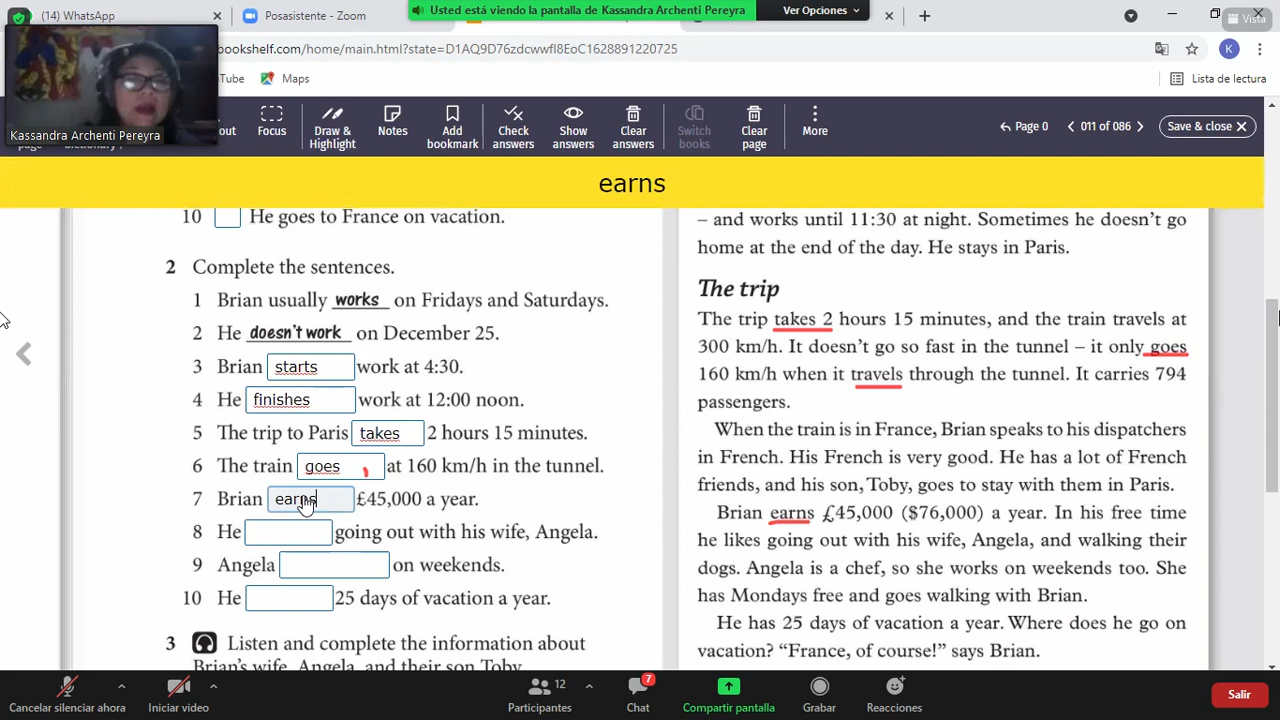 (14) WhatsApp
Posasistente - Zoom
Usted está viendo la pantalla de Kassandra Archenti Pereyra
Ver Opciones
Vista
bookshelf.com/home/main.html?state=D1AQ9D76zdcwwfl8EoC1628891220725
K
Tube
Maps
Lista de lectura
Kassandra Archenti Pereyra
out
page
Focus
Draw &
Highlight
Notes
Add
bookmark
Check
answers
Show
answers
Clear
answers
Switch
books
Clear
page
More
Page 0
011 of 086
Save & close
earns
10 He goes to France on vacation.
2 Complete the sentences.
1 Brian usually works on Fridays and Saturdays.
2 He doesn't work on December 25.
3 Brian starts work at 4:30.
4 He finishes work at 12:00 noon.
5 The trip to Paris takes 2 hours 15 minutes.
6 The train goes at 160 km/h in the tunnel.
7 Brian earns £45,000 a year.
8 He going out with his wife, Angela.
9 Angela on weekends.
10 He 25 days of vacation a year.
3 Listen and complete the information about
Brian's wife, Angela, and their son Toby.
– and works until 11:30 at night. Sometimes he doesn't go
home at the end of the day. He stays in Paris.
The trip
The trip takes 2 hours 15 minutes, and the train travels at
300 km/h. It doesn't go so fast in the tunnel – it only goes
160 km/h when it travels through the tunnel. It carries 794
passengers.
When the train is in France, Brian speaks to his dispatchers
in French. His French is very good. He has a lot of French
friends, and his son, Toby, goes to stay with them in Paris.
Brian earns £45,000 ($76,000) a year. In his free time
he likes going out with his wife, Angela, and walking their
dogs. Angela is a chef, so she works on weekends too. She
has Mondays free and goes walking with Brian.
He has 25 days of vacation a year. Where does he go on
vacation? “France, of course!” says Brian.
Cancelar silenciar ahora
Iniciar video
12
Participantes
7
Chat
Compartir pantalla
Grabar
Reacciones
Salir